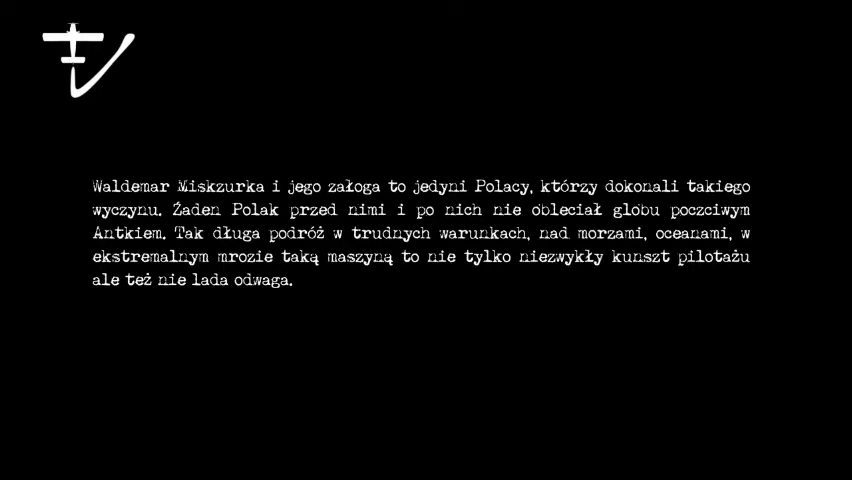 Waldemar Miskzurka i jego załoga to jedyni Polacy, którzy dokonali takiego
wyczynu. Żaden Polak przed nimi i po nich nie obleciał globu poczciwym
Antkiem. Tak długa podróż w trudnych warunkach, nad morzami, oceanami, w
ekstremalnym mrozie taką maszyną to nie tylko niezwykły kunszt pilotażu
ale też nie lada odwaga.